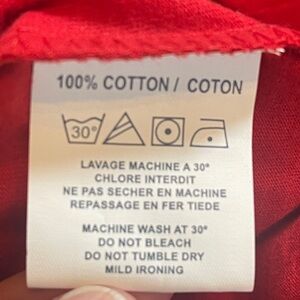 100% COTTON / COTON
30°
LAVAGE MACHINE A 30°
CHLORE INTERDIT
NE PAS SECHER EN MACHINE
REPASSAGE EN FER TIEDE
MACHINE WASH AT 30°
DO NOT BLEACH
DO NOT TUMBLE DRY
MILD IRONING